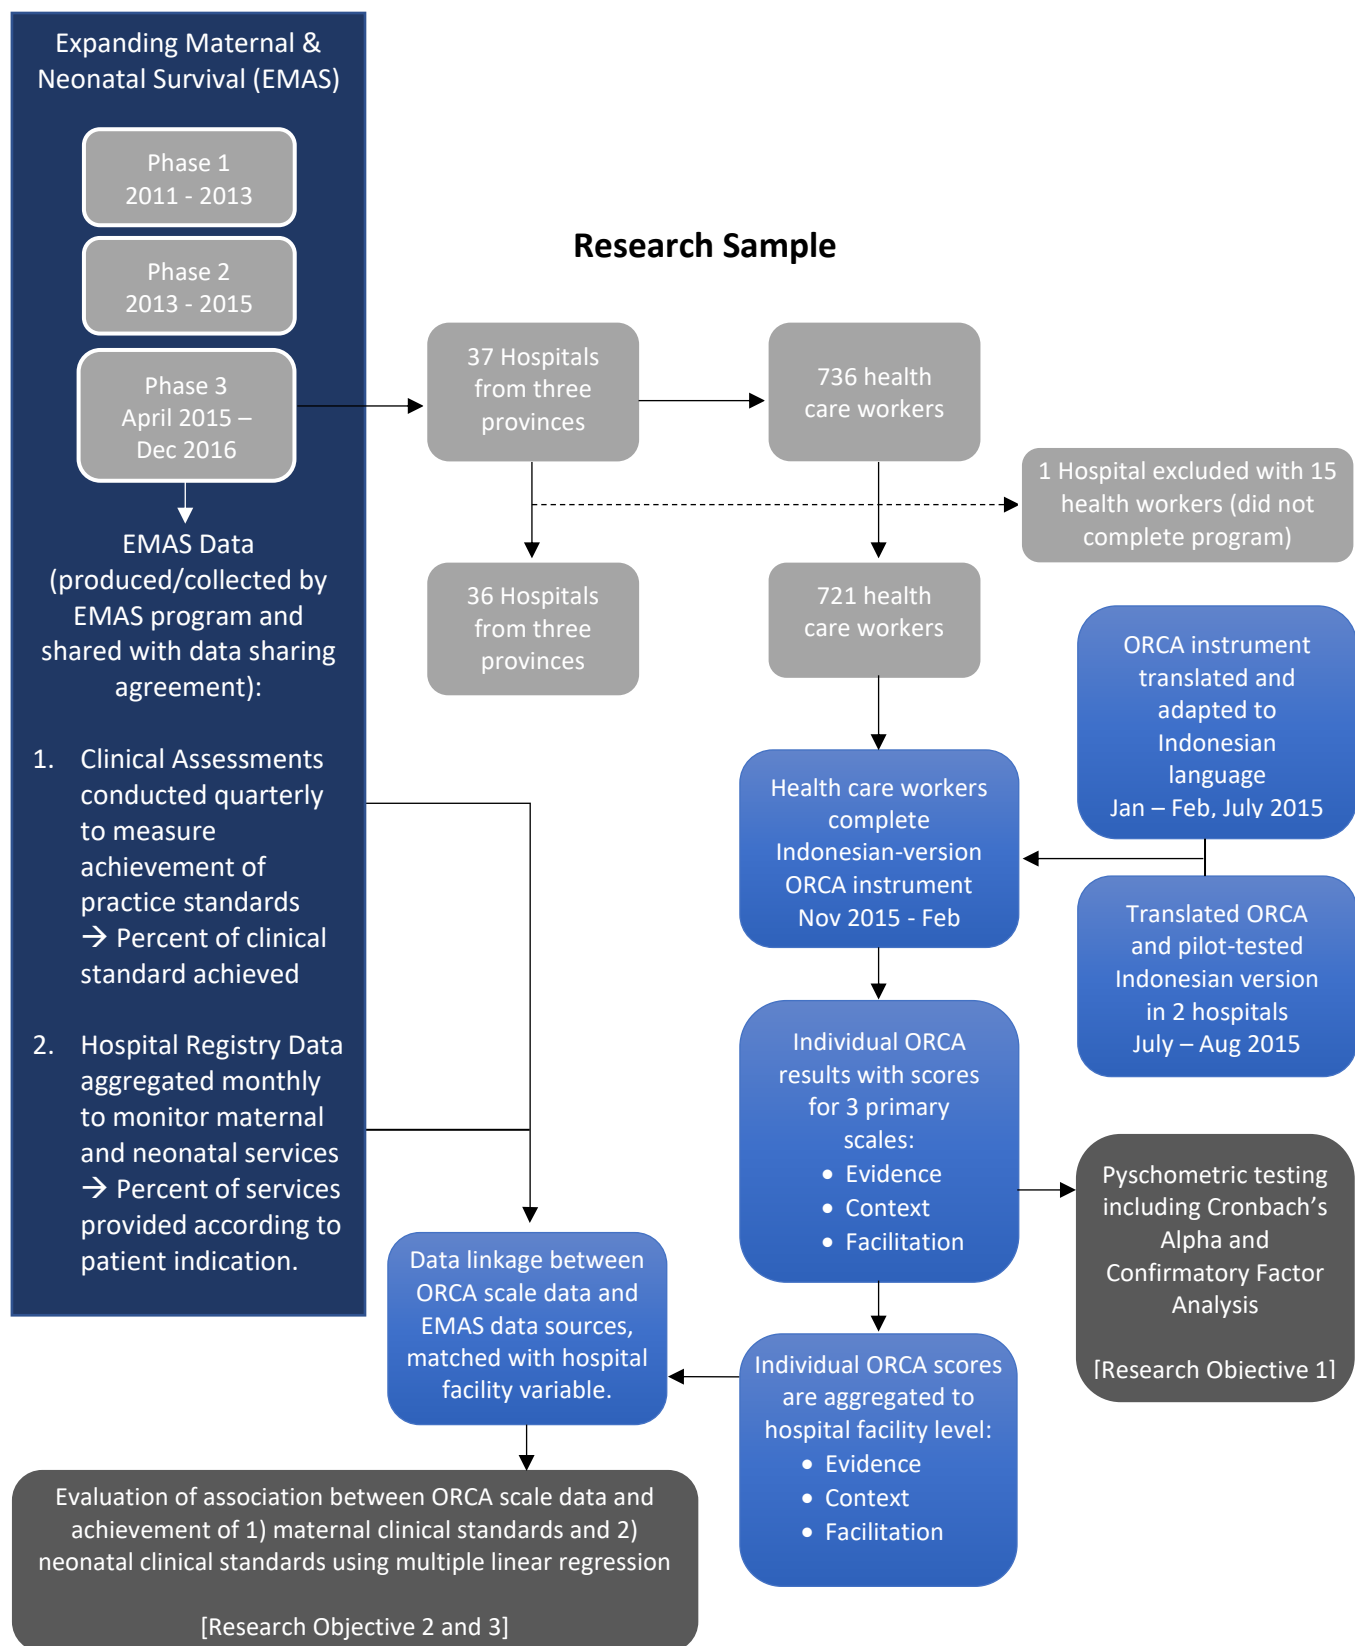 Expanding Maternal &
Neonatal Survival (EMAS)
Phase 1
2011 - 2013
Phase 2
2013 - 2015
Phase 3
April 2015 –
Dec 2016
EMAS Data
(produced/collected by
EMAS program and
shared with data sharing
agreement):
1. Clinical Assessments
conducted quarterly
to measure
achievement of
practice standards
→ Percent of clinical
standard achieved
2. Hospital Registry Data
aggregated monthly
to monitor maternal
and neonatal services
→ Percent of services
provided according to
patient indication.
Research Sample
37 Hospitals
from three
provinces
736 health
care workers
1 Hospital excluded with 15
health workers (did not
complete program)
36 Hospitals
from three
provinces
721 health
care workers
ORCA instrument
translated and
adapted to
Indonesian
language
Jan – Feb, July 2015
Health care workers
complete
Indonesian-version
ORCA instrument
Nov 2015 - Feb
Translated ORCA
and pilot-tested
Indonesian version
in 2 hospitals
July – Aug 2015
Individual ORCA
results with scores
for 3 primary
scales:
• Evidence
• Context
• Facilitation
Pyschometric testing
including Cronbach’s
Alpha and
Confirmatory Factor
Analysis
[Research Objective 1]
Data linkage between
ORCA scale data and
EMAS data sources,
matched with hospital
facility variable.
Individual ORCA scores
are aggregated to
hospital facility level:
• Evidence
• Context
• Facilitation
Evaluation of association between ORCA scale data and
achievement of 1) maternal clinical standards and 2)
neonatal clinical standards using multiple linear regression
[Research Objective 2 and 3]